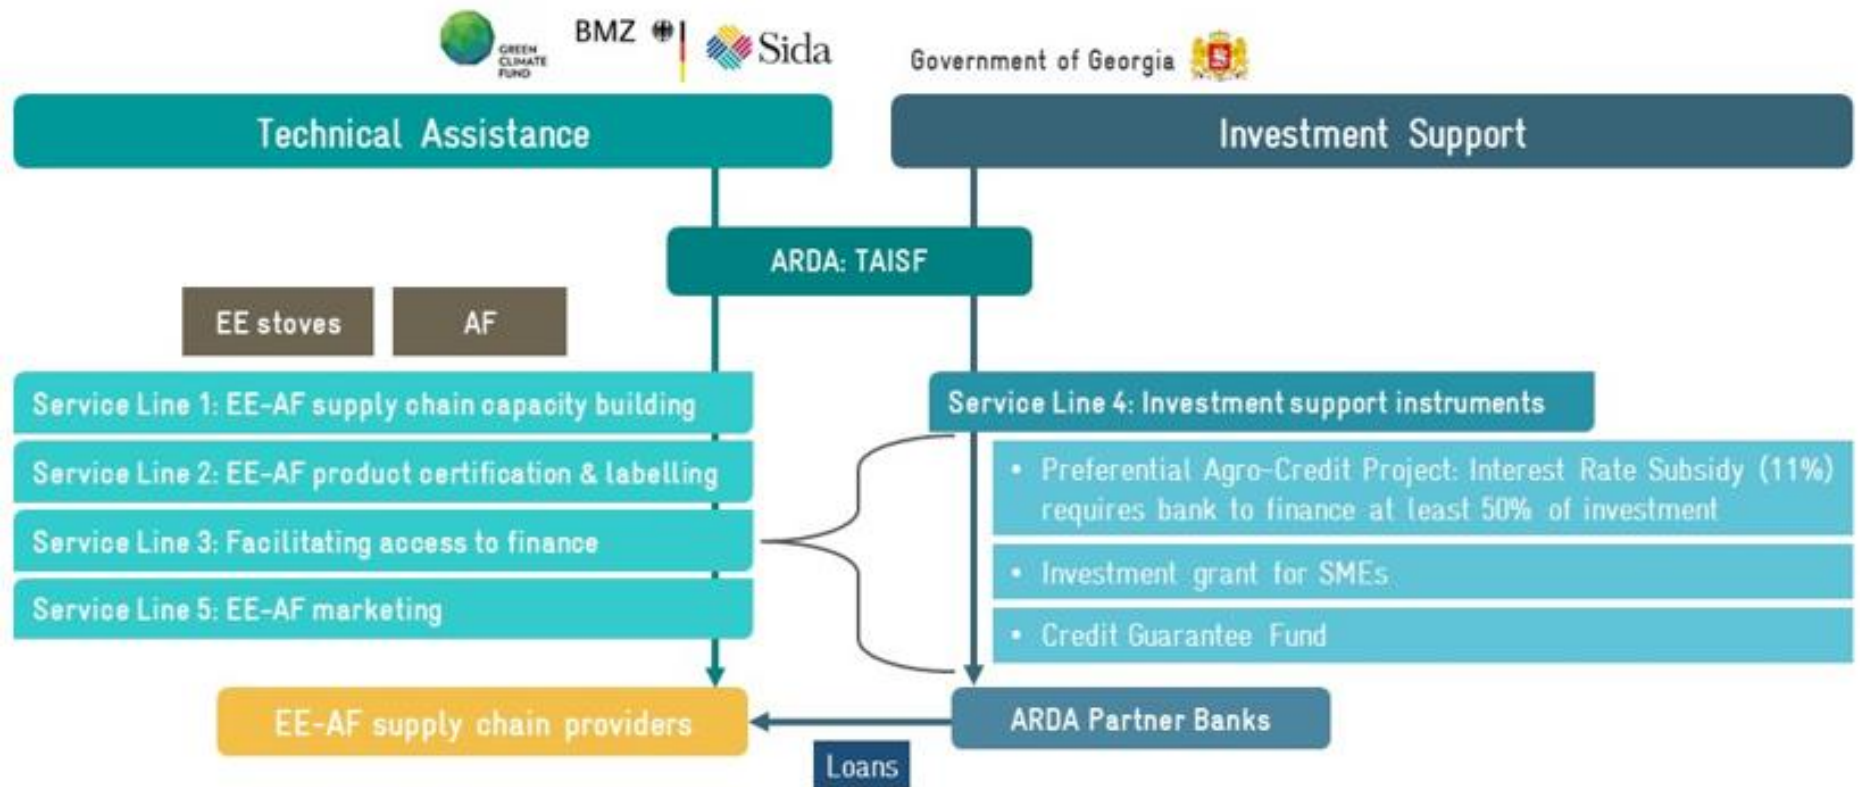 GREEN
CLIMATE
FUND
BMZ
Sida
Government of Georgia
Technical Assistance
Investment Support
ARDA: TAISF
EE stoves
AF
Service Line 1: EE-AF supply chain capacity building
Service Line 2: EE-AF product certification & labelling
Service Line 3: Facilitating access to finance
Service Line 5: EE-AF marketing
Service Line 4: Investment support instruments
• Preferential Agro-Credit Project: Interest Rate Subsidy (11%)
requires bank to finance at least 50% of investment
• Investment grant for SMEs
• Credit Guarantee Fund
EE-AF supply chain providers
ARDA Partner Banks
Loans